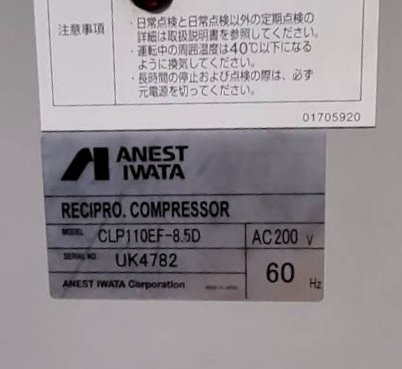 ・日常点検と日常点検以外の定期点検の
注意事項
詳細は取扱説明書を参照してください。
・運転中の周囲温度は40℃以下になる
ように換気してください。
・長時間の停止および点検の際は、必ず
元電源を切ってください。
01705920
ANEST
IWATA
RECIPRO. COMPRESSOR
MODEL CLP110EF-8.5D AC200 V
SERIAL NO. UK4782
60 Hz
ANEST IWATA Corporation MADE IN JAPAN